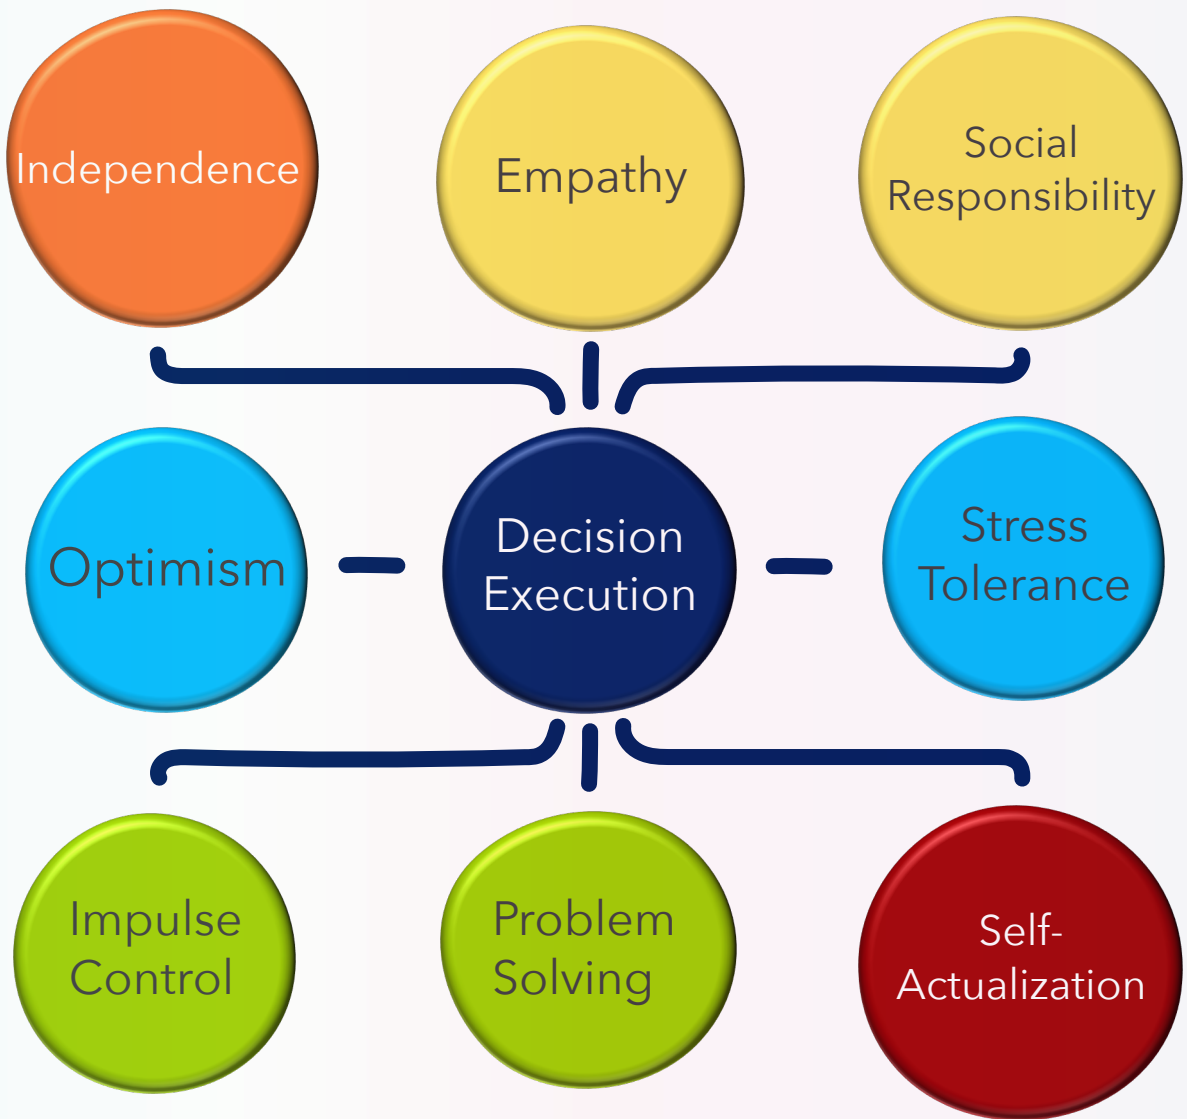 Independence
Empathy
Social
Responsibility
Optimism
Decision
Execution
Stress
Tolerance
Impulse
Control
Problem
Solving
Self-
Actualization